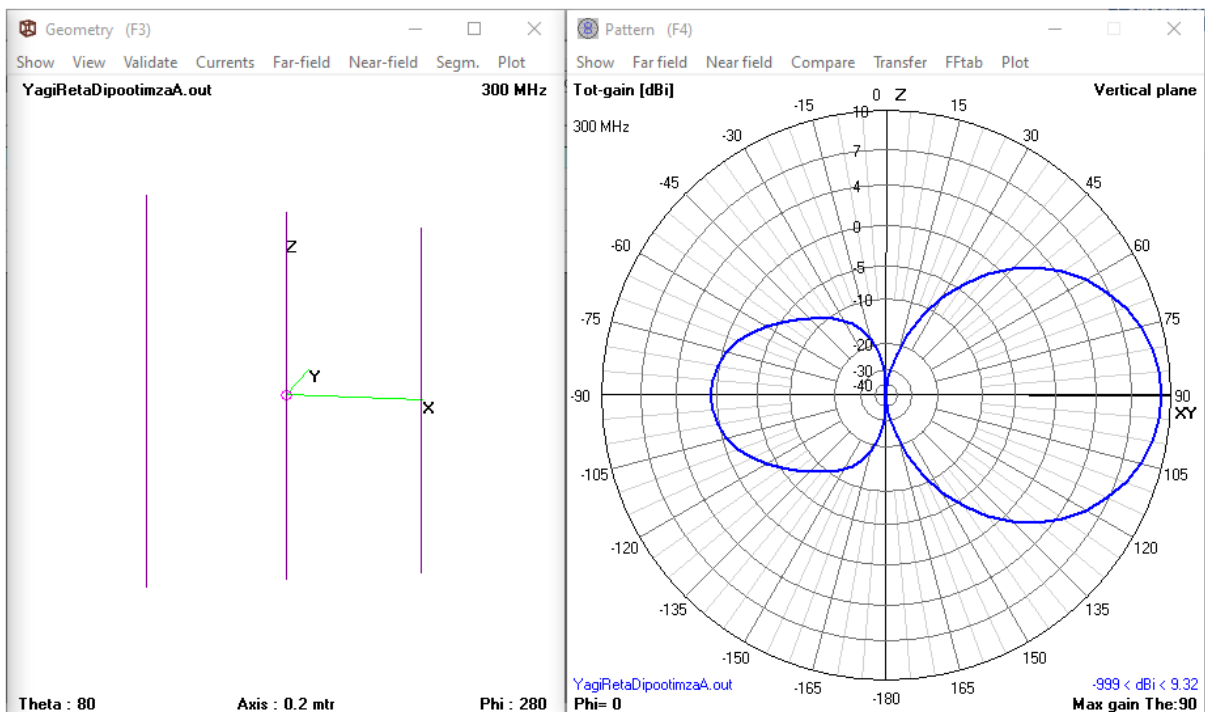 Geometry (F3)
Show View Validate Currents Far-field Near-field Segm. Plot
YagiRetaDipootimzaA.out 300 MHz
Z
Y
X
Theta : 80 Axis : 0.2 mtr Phi : 280
Pattern (F4)
Show Far field Near field Compare Transfer FFtab Plot
Tot-gain [dBi] Vertical plane
300 MHz
0 Z
-15 15
-30 30
-45 45
-60 60
-75 75
-90 90
XY
-105 105
-120 120
-135 135
-150 150
-165 165
-180
10
7
4
0
-5
-10
-20
-30
-40
YagiRetaDipootimzaA.out -999 < dBi < 9.32
Phi= 0 Max gain The:90